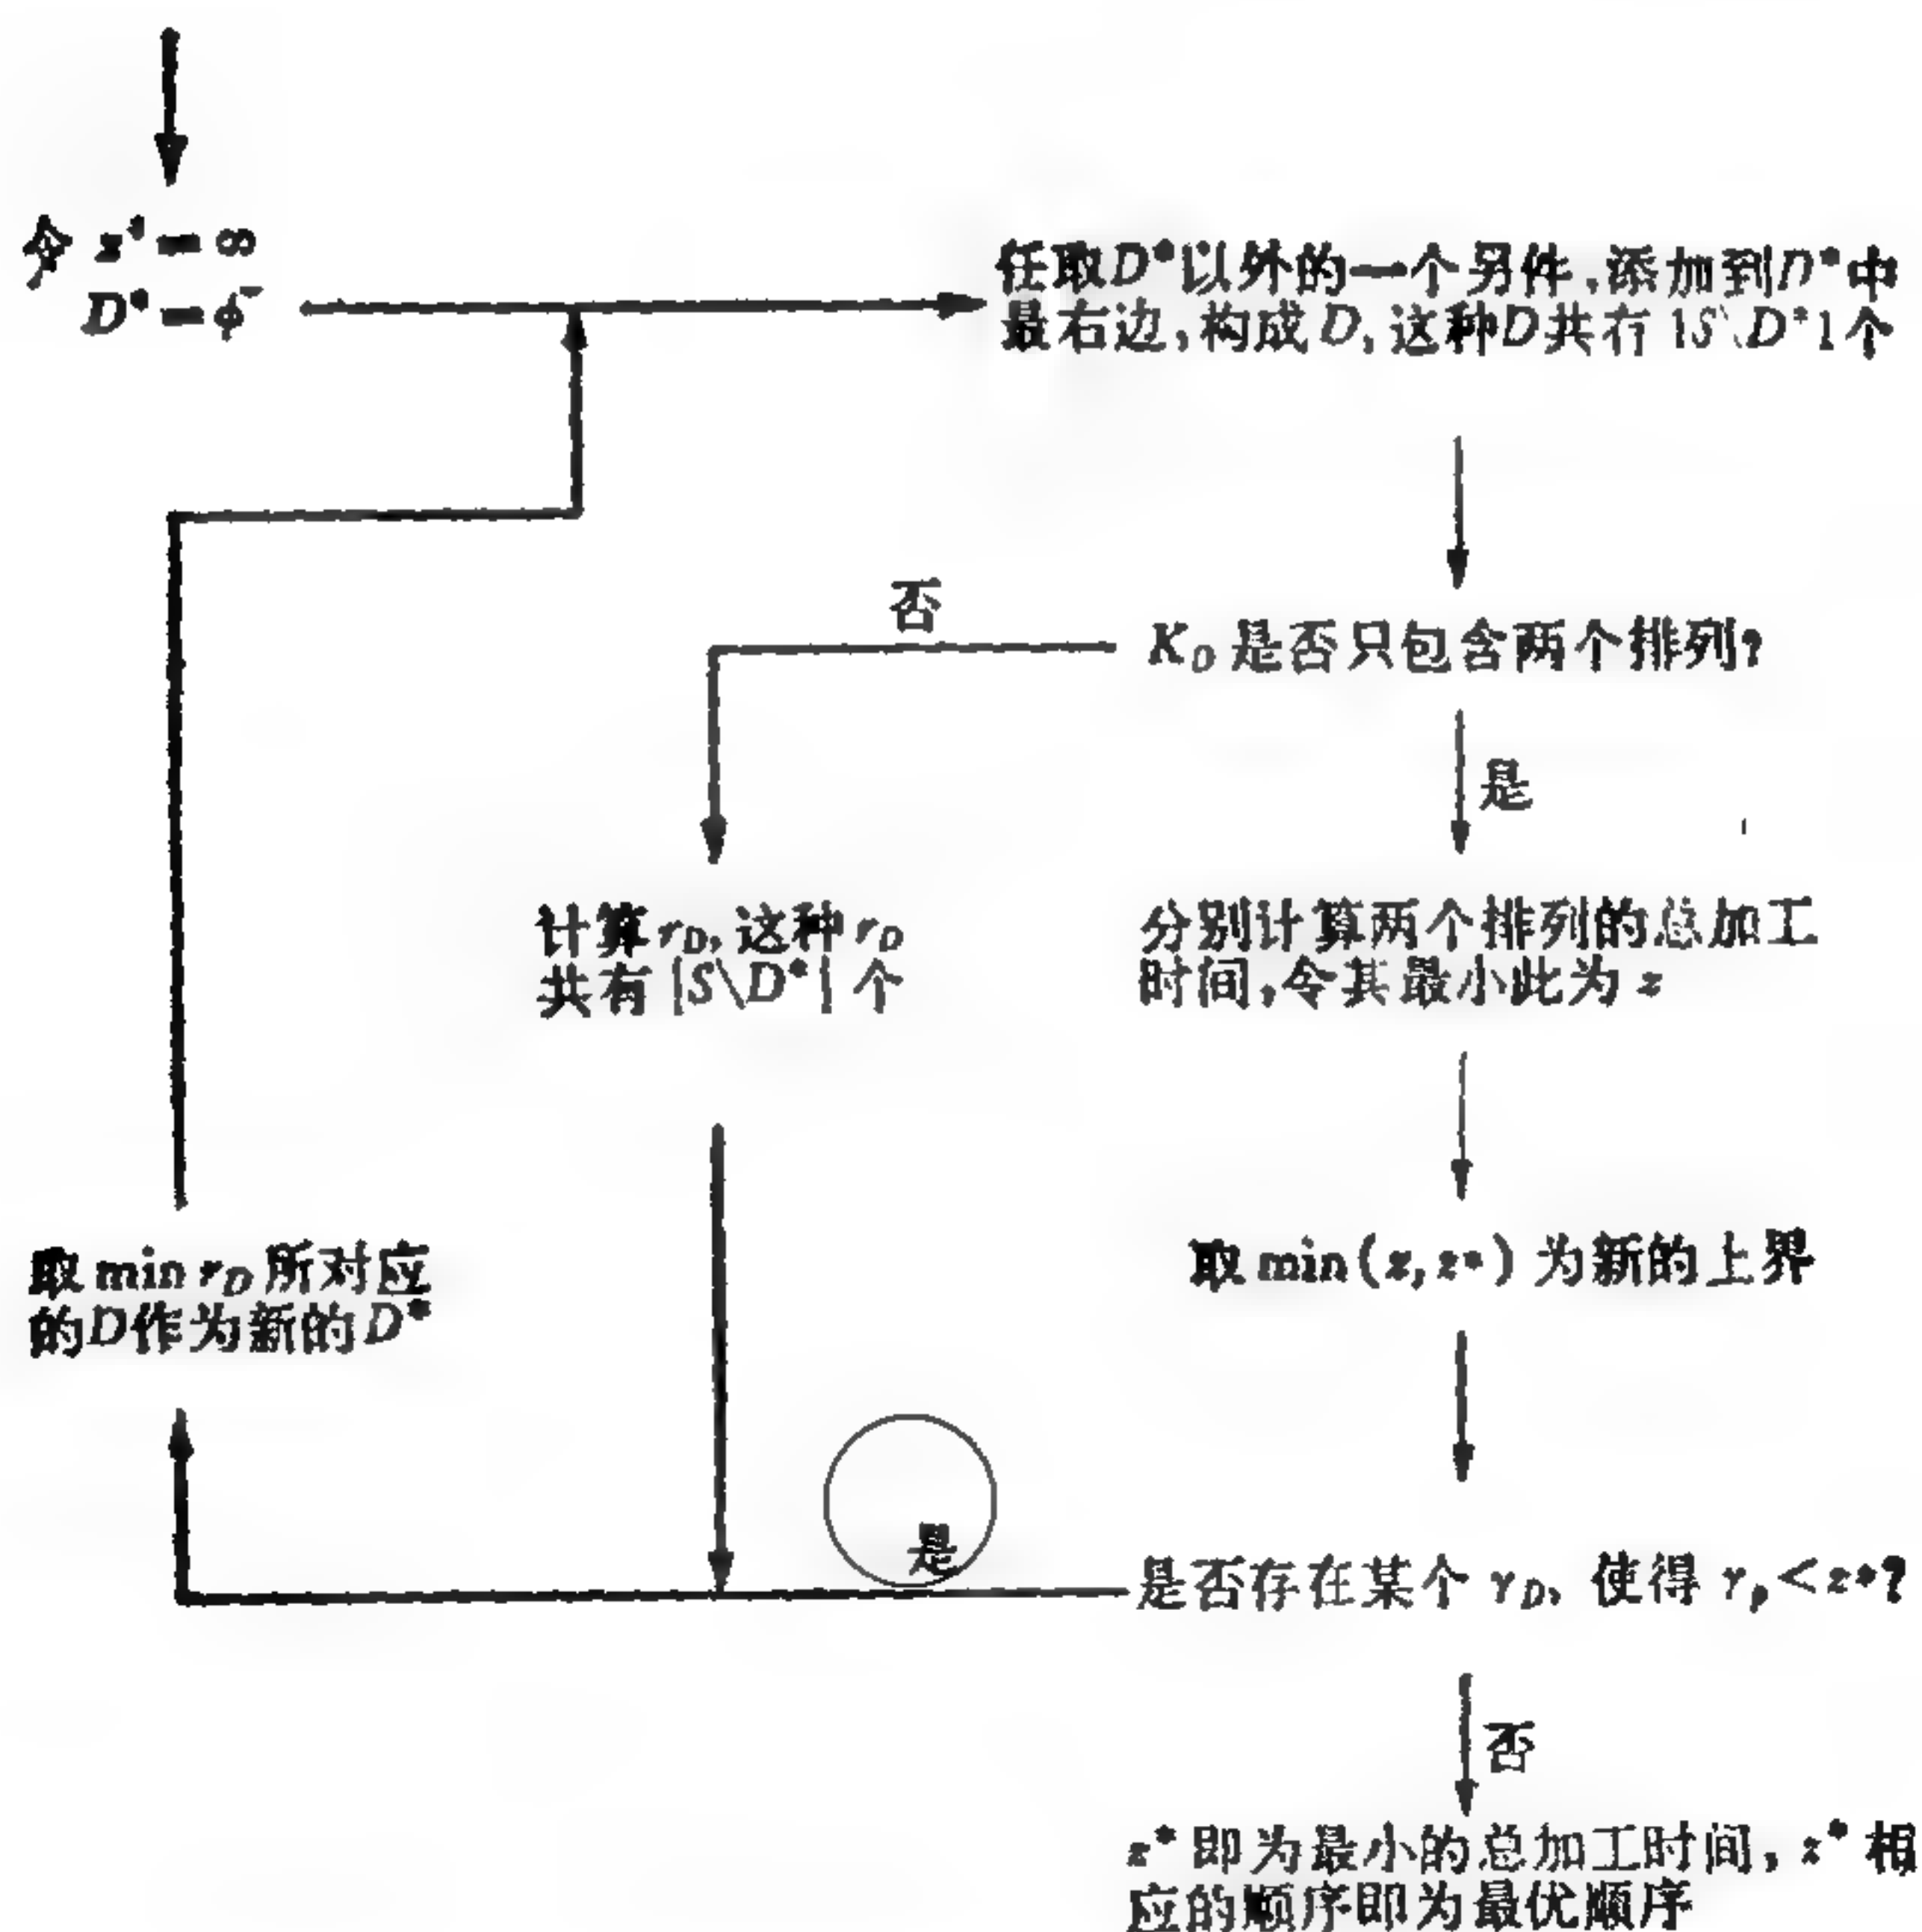 令 z* = ∞
D* = φ
任取D*以外的一个另件,添加到D*中
最右边,构成D,这种D共有 |S\D*|个
否
K_D 是否只包含两个排列?
是
计算r_D,这种r_D
共有|S\D*|个
分别计算两个排列的总加工
时间,令其最小此为 z
取min r_D所对应
的D作为新的D*
取min(z,z*)为新的上界
是
是否存在某个 r_D, 使得 r_p<z*?
否
z*即为最小的总加工时间, z*相
应的顺序即为最优顺序